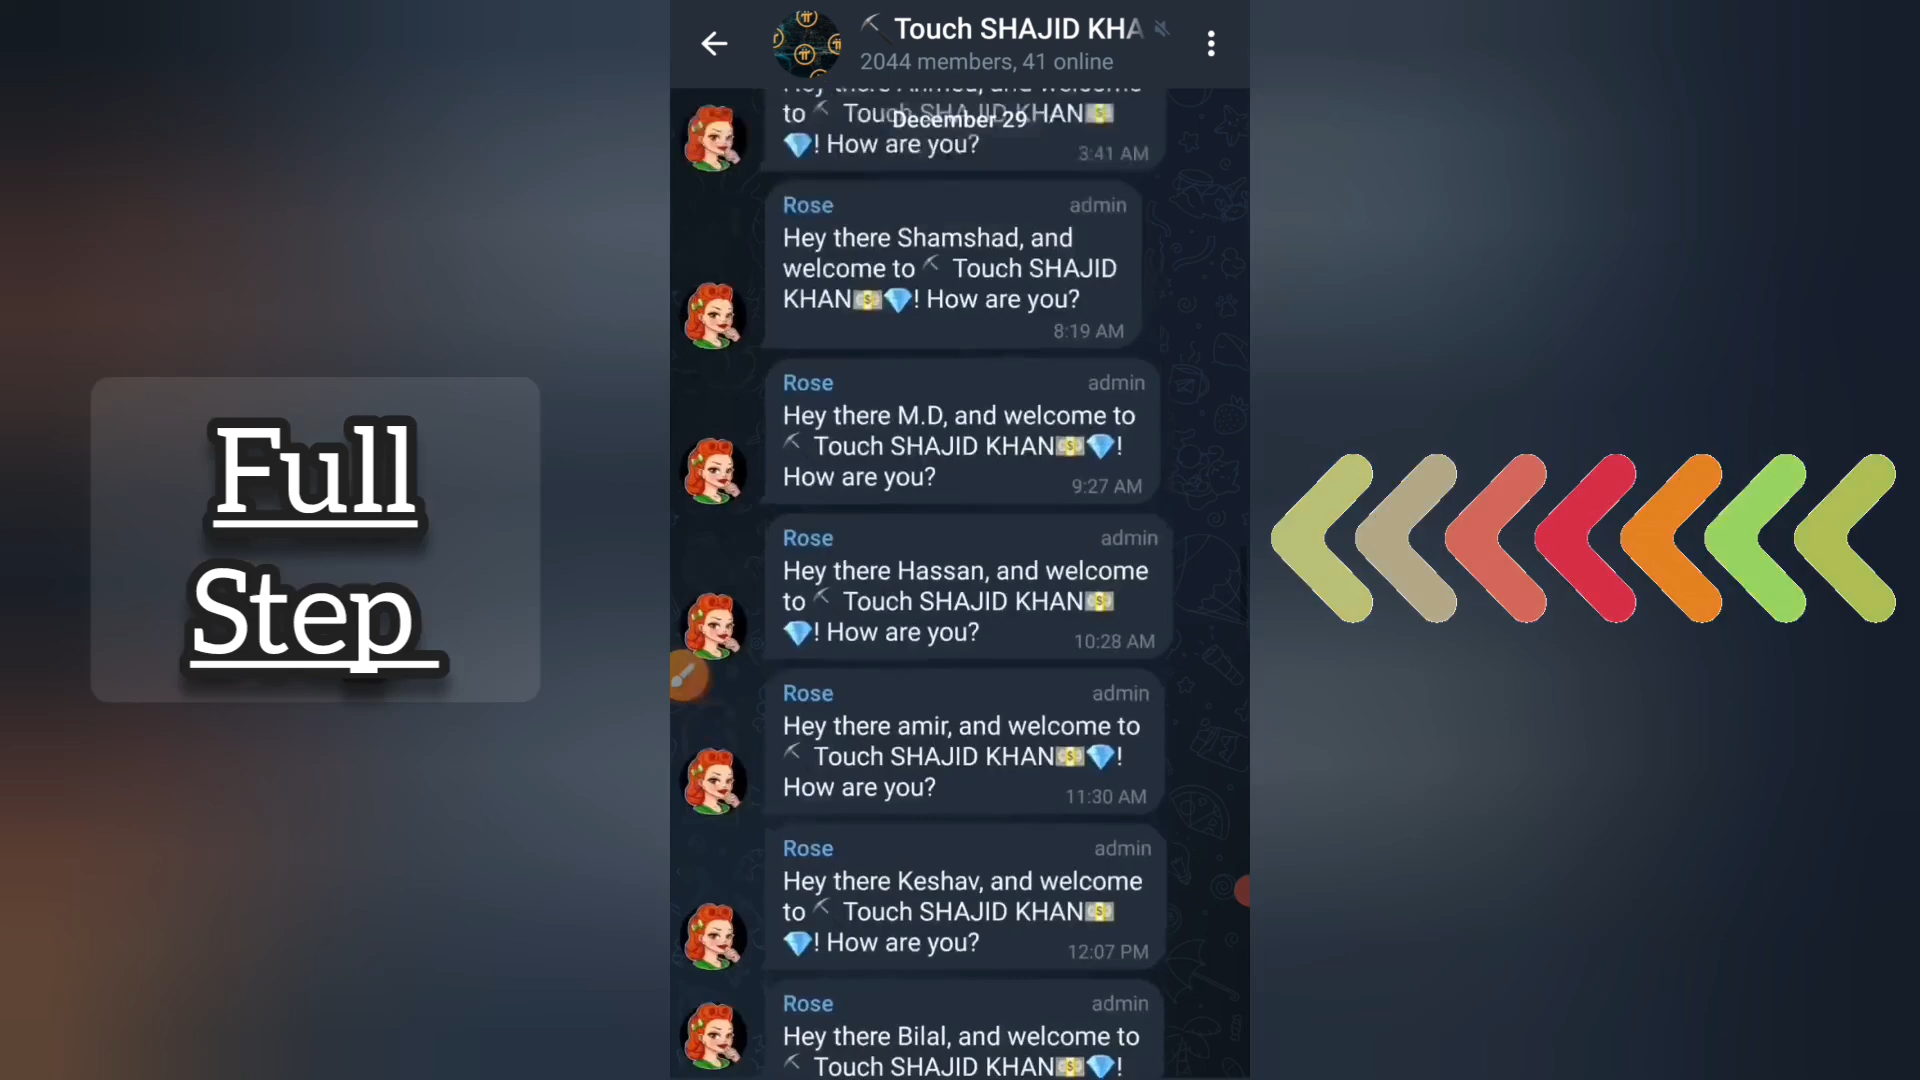 Touch SHAJID KHA
2044 members, 41 online
Hey there Ahmed, and welcome
to Touch SHAJID KHAN
December 29
! How are you?
3:41 AM
Rose admin
Hey there Shamshad, and
welcome to Touch SHAJID
KHAN! How are you?
8:19 AM
Rose admin
Hey there M.D, and welcome to
Touch SHAJID KHAN!
How are you?
9:27 AM
Rose admin
Hey there Hassan, and welcome
to Touch SHAJID KHAN
! How are you?
10:28 AM
Rose admin
Hey there amir, and welcome to
Touch SHAJID KHAN!
How are you?
11:30 AM
Rose admin
Hey there Keshav, and welcome
to Touch SHAJID KHAN
! How are you?
12:07 PM
Rose admin
Hey there Bilal, and welcome to
Touch SHAJID KHAN!
Full
Step